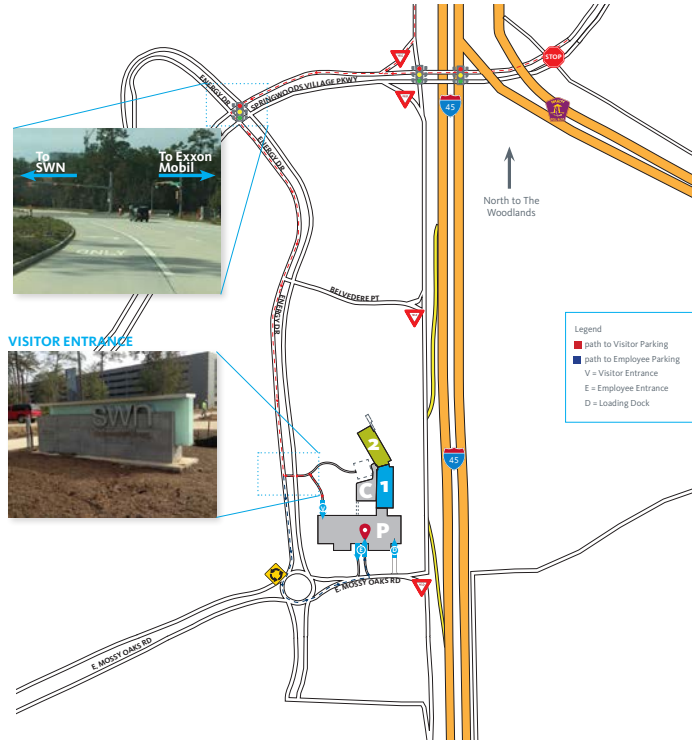 STOP
ENERGY DR
SPRINGWOODS VILLAGE PKWY
45
ENERGY DR
To
SWN
To Exxon
Mobil
ONLY
North to The
Woodlands
BELVEDERE PT
ENERGY DR
VISITOR ENTRANCE
swn
Legend
path to Visitor Parking
path to Employee Parking
V = Visitor Entrance
E = Employee Entrance
D = Loading Dock
2
45
C
1
V
P
E
D
E. MOSSY OAKS RD
E. MOSSY OAKS RD